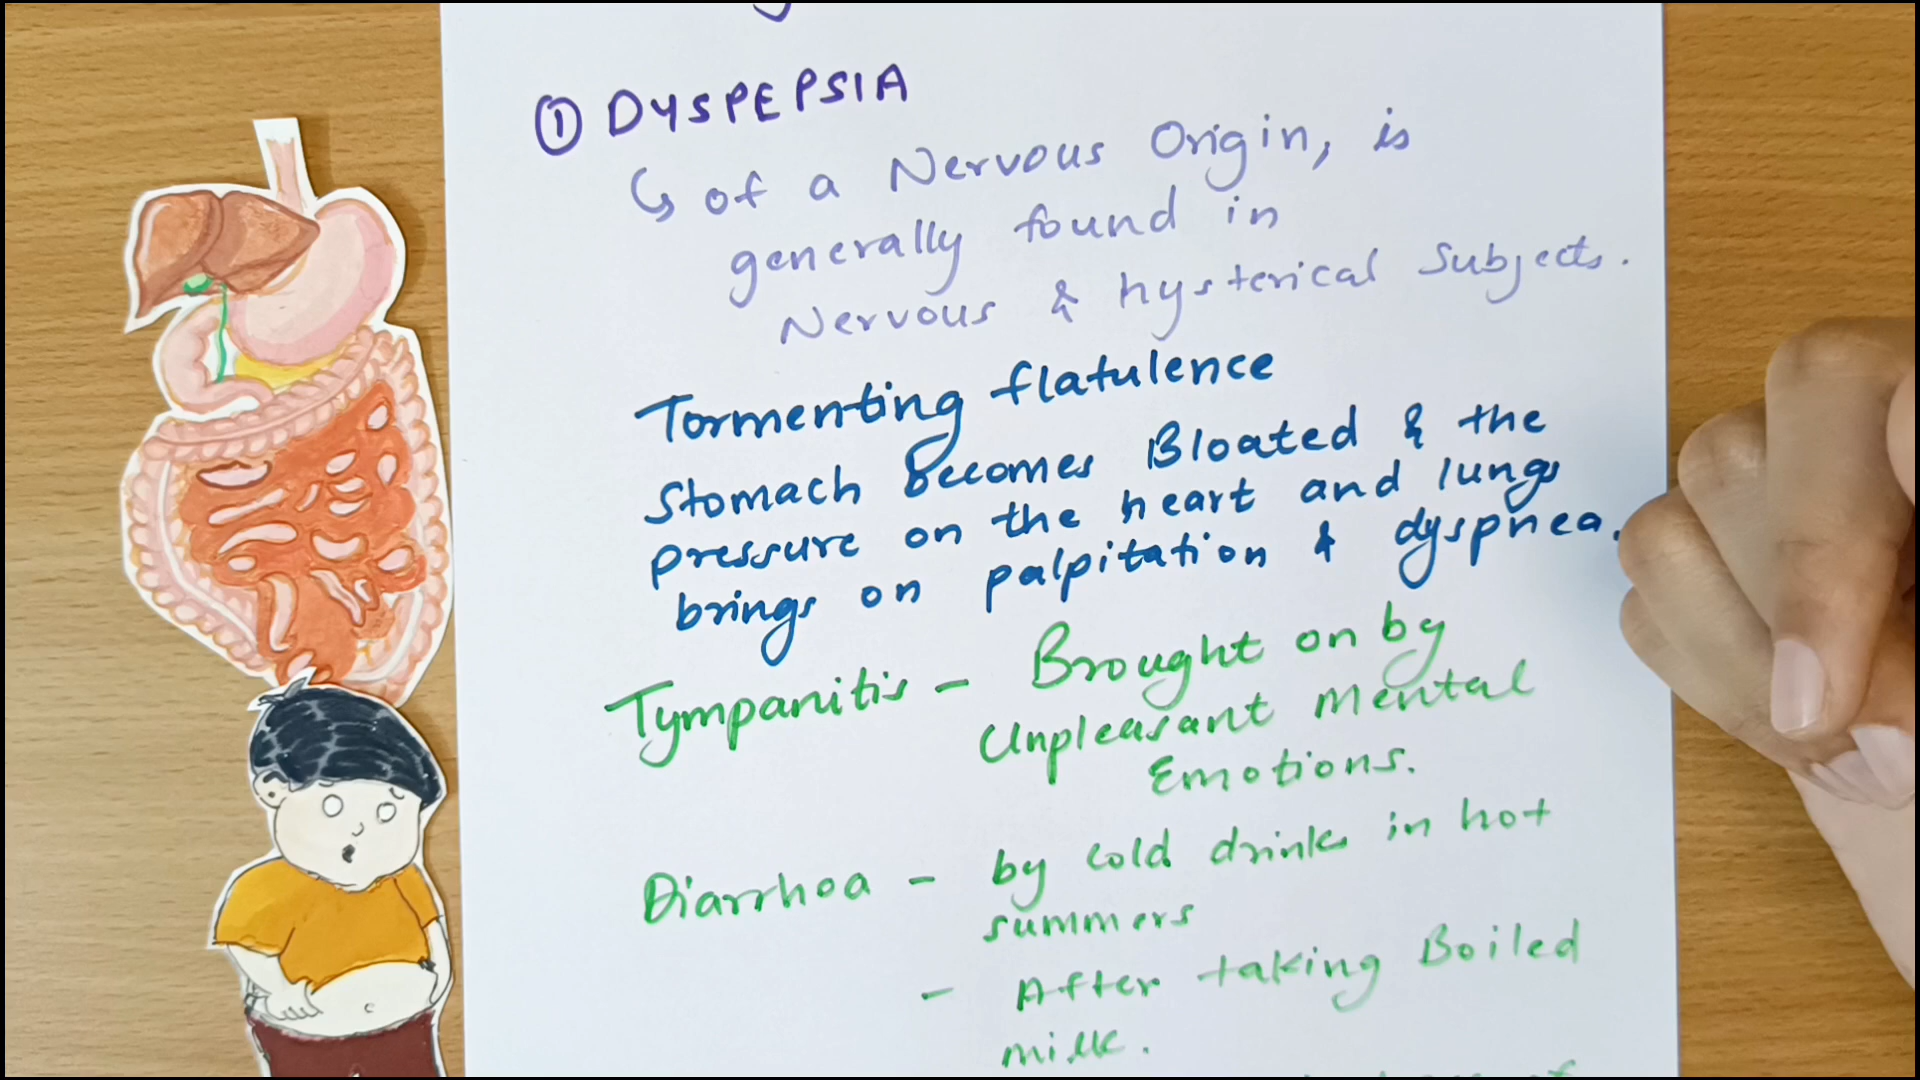 ① DYSPEPSIA
↳ of a Nervous Origin, is
generally found in
Nervous & hysterical Subjects.
Tormenting flatulence
Stomach Becomes Bloated & the
pressure on the heart and lungs
brings on palpitation & dyspnea.
Tympanitis - Brought on by
Unpleasant Mental
Emotions.
Diarrhoa - by cold drinks in hot
summers
- After taking Boiled
milk.